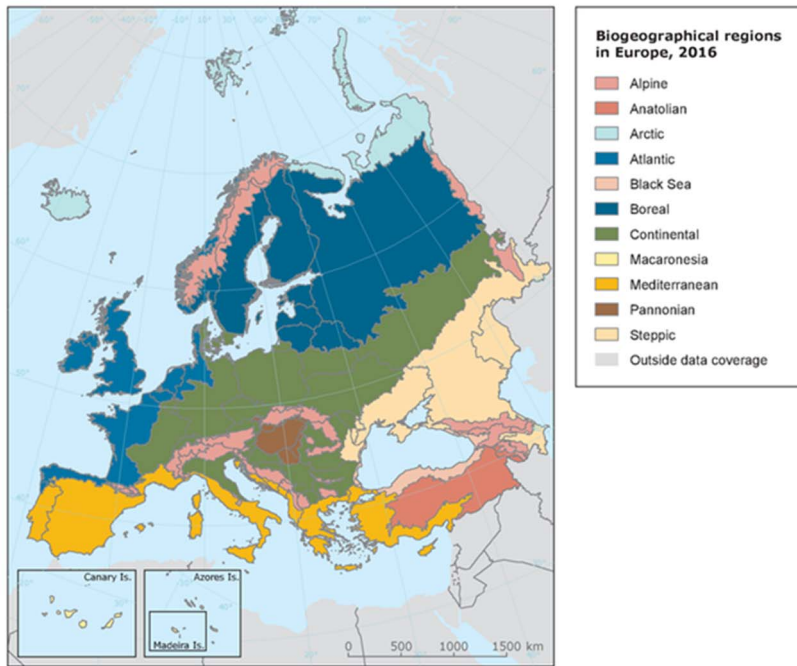 Biogeographical regions
in Europe, 2016
Alpine
Anatolian
Arctic
Atlantic
Black Sea
Boreal
Continental
Macaronesia
Mediterranean
Pannonian
Steppic
Outside data coverage
Canary Is.
Azores Is.
Madeira Is.
0 500 1000 1500 km